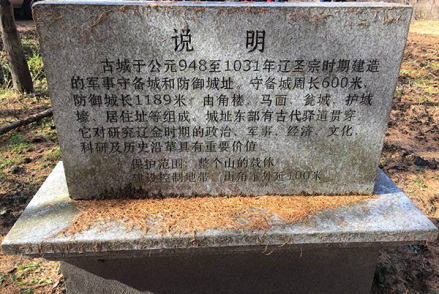 说明
古城于公元948至1031年辽圣宗时期建造
的军事守备城和防御城址。守备城周长600米,
防御城长1189米。由角楼、马面、瓮城、护城
壕、居住址等组成。城址东部有古代驿道贯穿。
它对研究辽金时期的政治、军事、经济、文化,
科研及历史沿革具有重要价值
保护范围：整个山的载体
建设控制地带：由角 外延100米